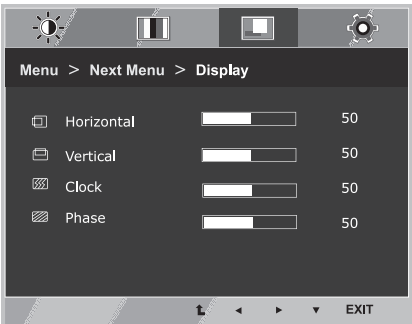 Menu > Next Menu > Display
Horizontal 50
Vertical 50
Clock 50
Phase 50
EXIT